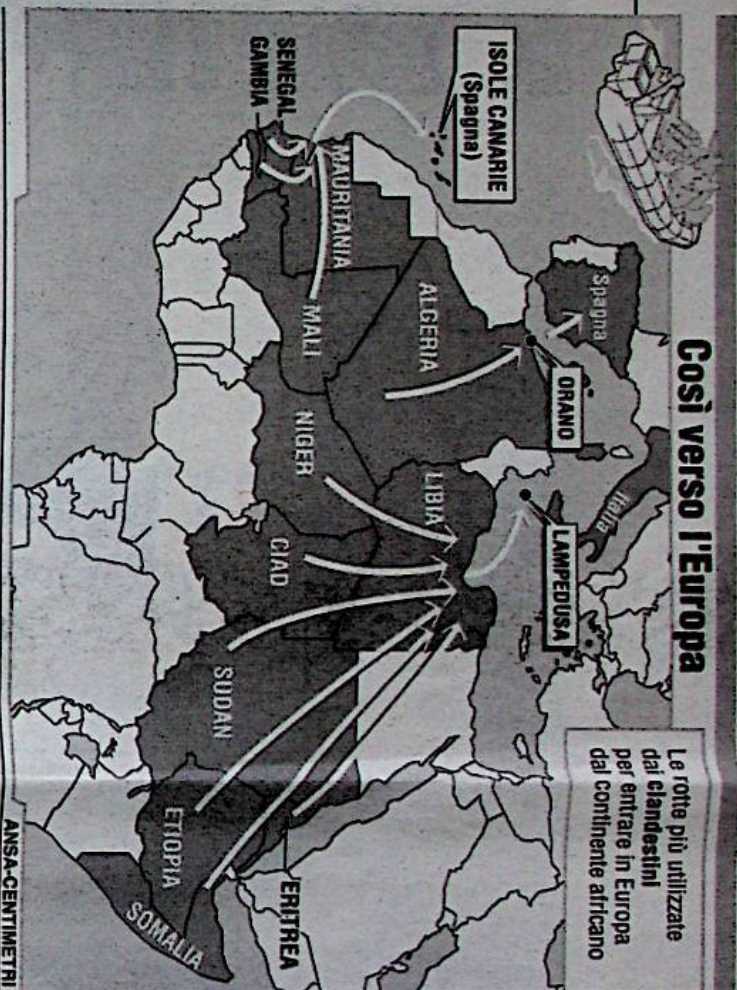 Così verso l'Europa
Le rotte più utilizzate
dai clandestini
per entrare in Europa
dal continente africano
ISOLE CANARIE
(Spagna)
Spagna
Italia
ORANO
LAMPEDUSA
SENEGAL
GAMBIA
MAURITANIA
MALI
ALGERIA
NIGER
LIBIA
CIAD
SUDAN
ETIOPIA
ERITREA
SOMALIA
ANSA-CENTIMETRI